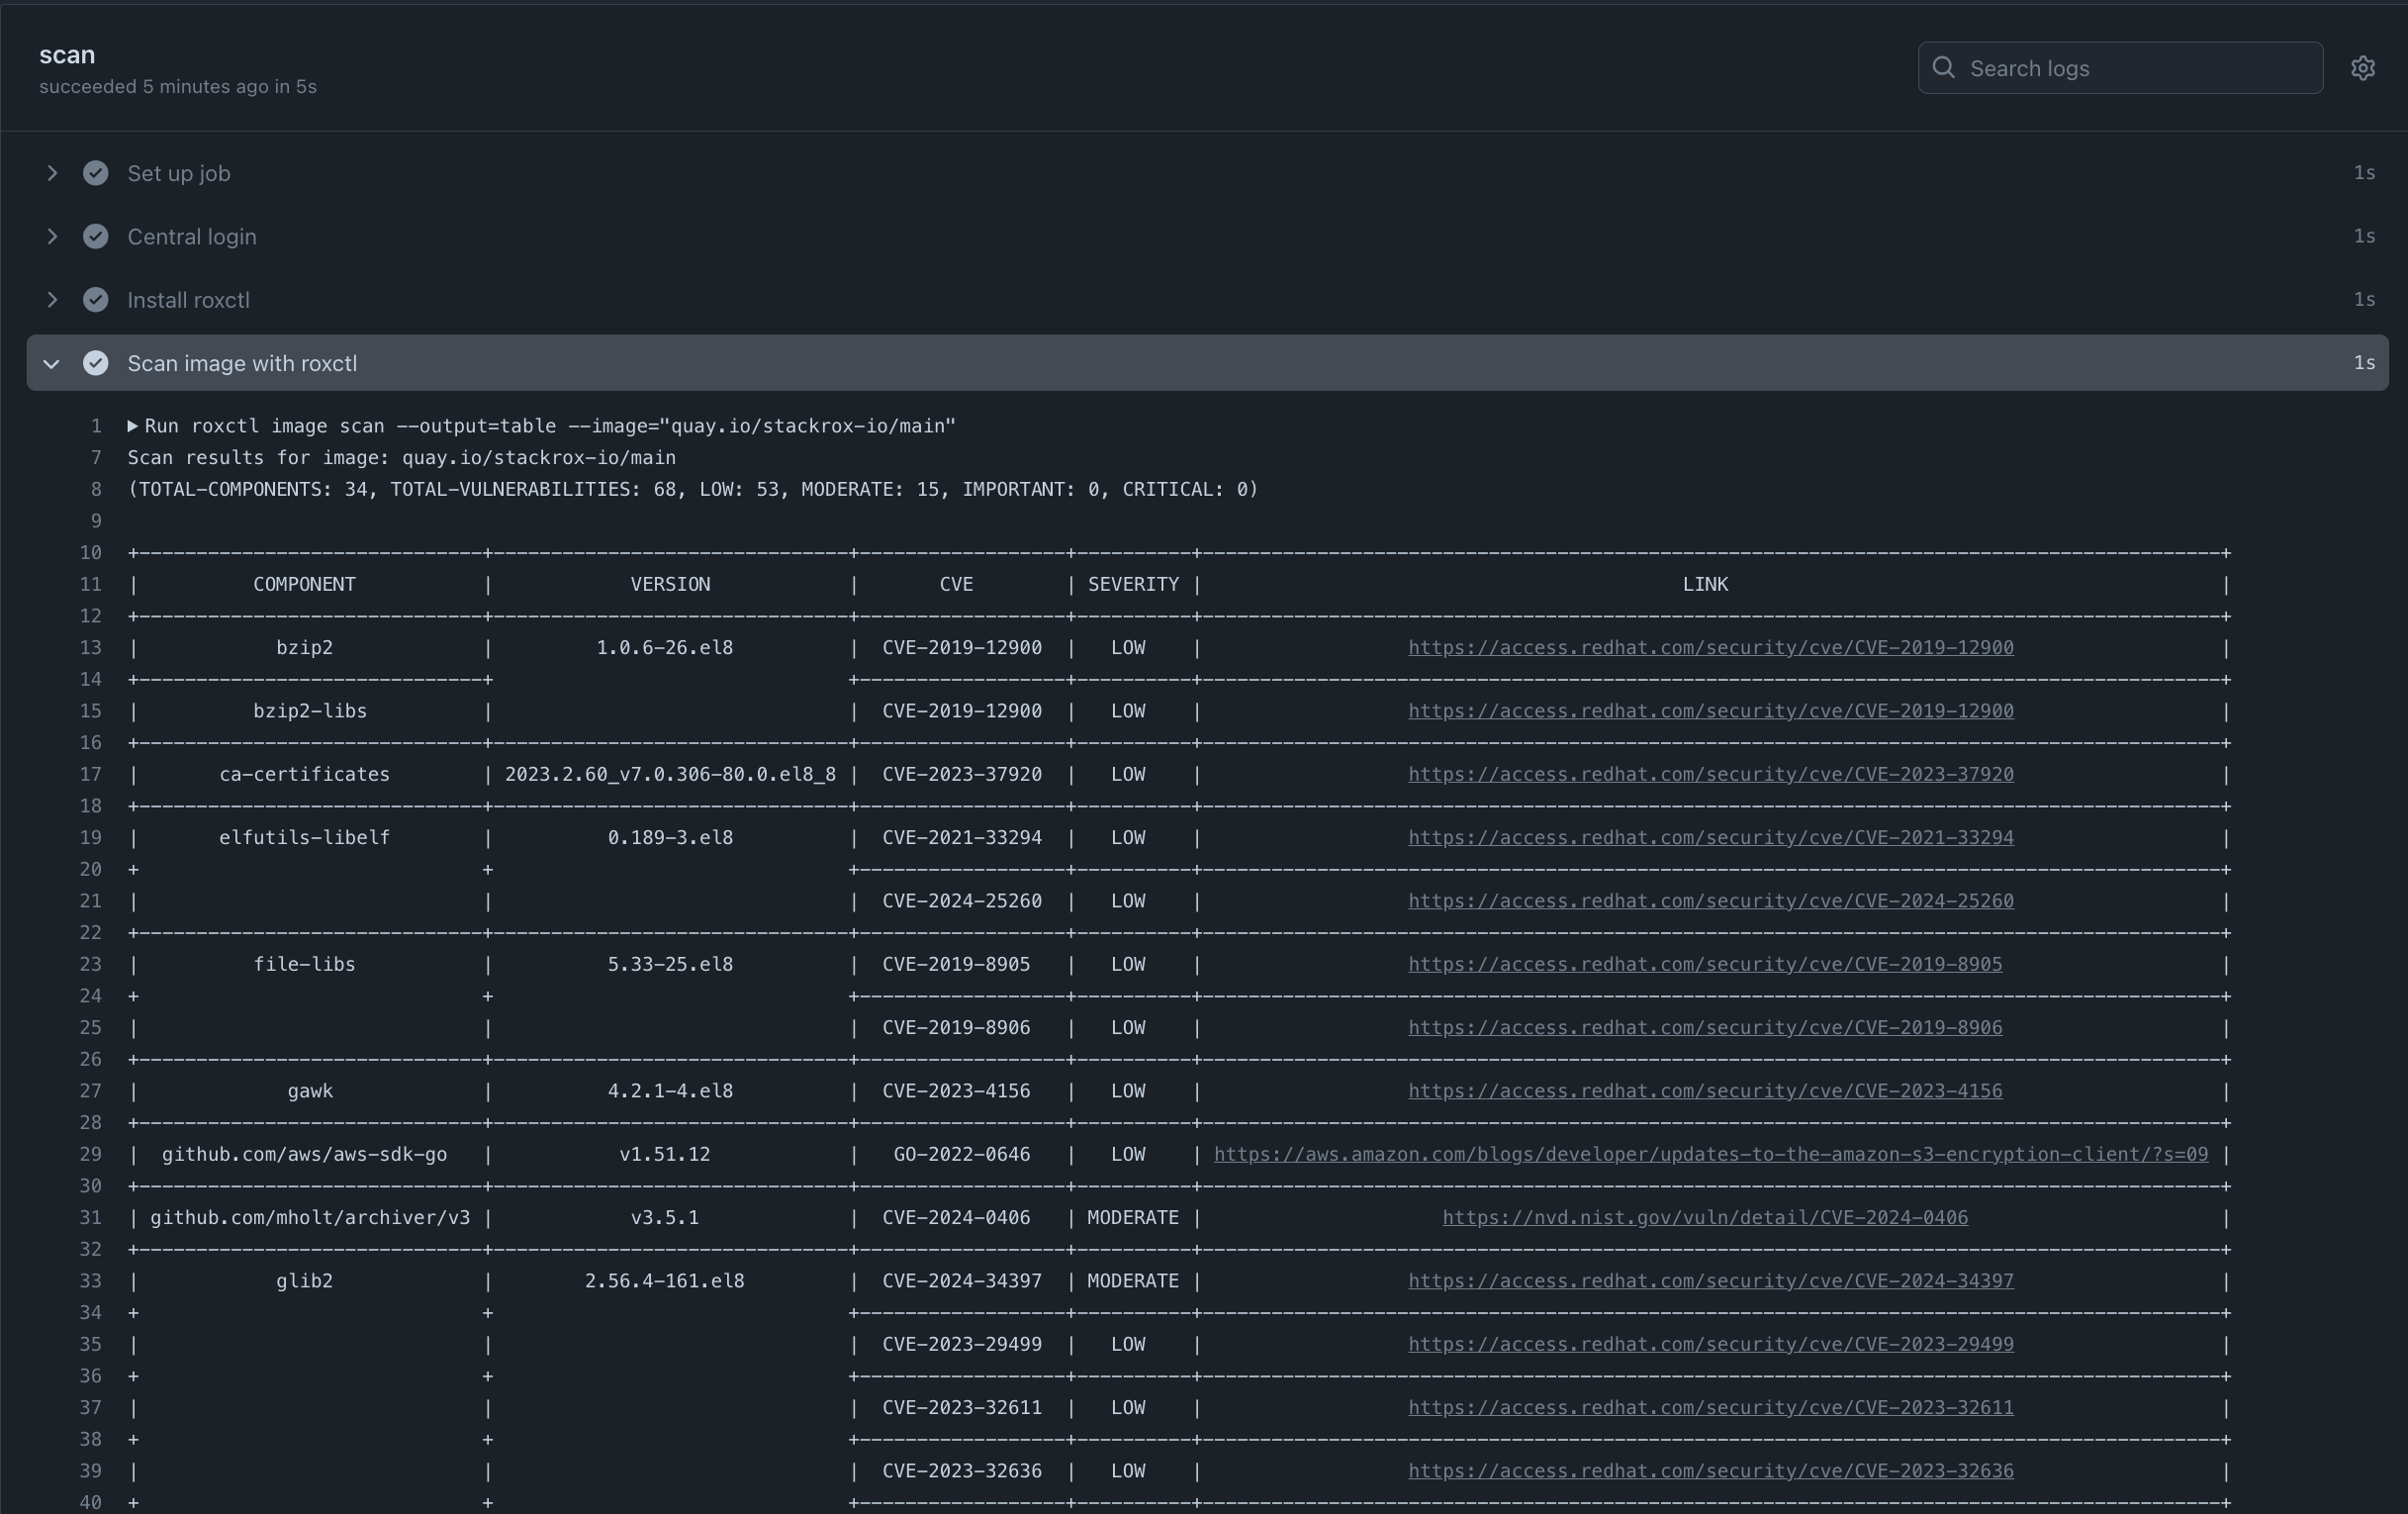 scan
succeeded 5 minutes ago in 5s
Search logs
Set up job 1s
Central login 1s
Install roxctl 1s
Scan image with roxctl 1s
1 Run roxctl image scan --output=table --image="quay.io/stackrox-io/main"
7 Scan results for image: quay.io/stackrox-io/main
8 (TOTAL-COMPONENTS: 34, TOTAL-VULNERABILITIES: 68, LOW: 53, MODERATE: 15, IMPORTANT: 0, CRITICAL: 0)
9
10
11 | COMPONENT | VERSION | CVE | SEVERITY | LINK |
12
13 | bzip2 | 1.0.6-26.el8 | CVE-2019-12900 | LOW | https://access.redhat.com/security/cve/CVE-2019-12900 |
14
15 | bzip2-libs | | CVE-2019-12900 | LOW | https://access.redhat.com/security/cve/CVE-2019-12900 |
16
17 | ca-certificates | 2023.2.60_v7.0.306-80.0.el8_8 | CVE-2023-37920 | LOW | https://access.redhat.com/security/cve/CVE-2023-37920 |
18
19 | elfutils-libelf | 0.189-3.el8 | CVE-2021-33294 | LOW | https://access.redhat.com/security/cve/CVE-2021-33294 |
20
21 | | | CVE-2024-25260 | LOW | https://access.redhat.com/security/cve/CVE-2024-25260 |
22
23 | file-libs | 5.33-25.el8 | CVE-2019-8905 | LOW | https://access.redhat.com/security/cve/CVE-2019-8905 |
24
25 | | | CVE-2019-8906 | LOW | https://access.redhat.com/security/cve/CVE-2019-8906 |
26
27 | gawk | 4.2.1-4.el8 | CVE-2023-4156 | LOW | https://access.redhat.com/security/cve/CVE-2023-4156 |
28
29 | github.com/aws/aws-sdk-go | v1.51.12 | GO-2022-0646 | LOW | https://aws.amazon.com/blogs/developer/updates-to-the-amazon-s3-encryption-client/?s=09 |
30
31 | github.com/mholt/archiver/v3 | v3.5.1 | CVE-2024-0406 | MODERATE | https://nvd.nist.gov/vuln/detail/CVE-2024-0406 |
32
33 | glib2 | 2.56.4-161.el8 | CVE-2024-34397 | MODERATE | https://access.redhat.com/security/cve/CVE-2024-34397 |
34
35 | | | CVE-2023-29499 | LOW | https://access.redhat.com/security/cve/CVE-2023-29499 |
36
37 | | | CVE-2023-32611 | LOW | https://access.redhat.com/security/cve/CVE-2023-32611 |
38
39 | | | CVE-2023-32636 | LOW | https://access.redhat.com/security/cve/CVE-2023-32636 |
40